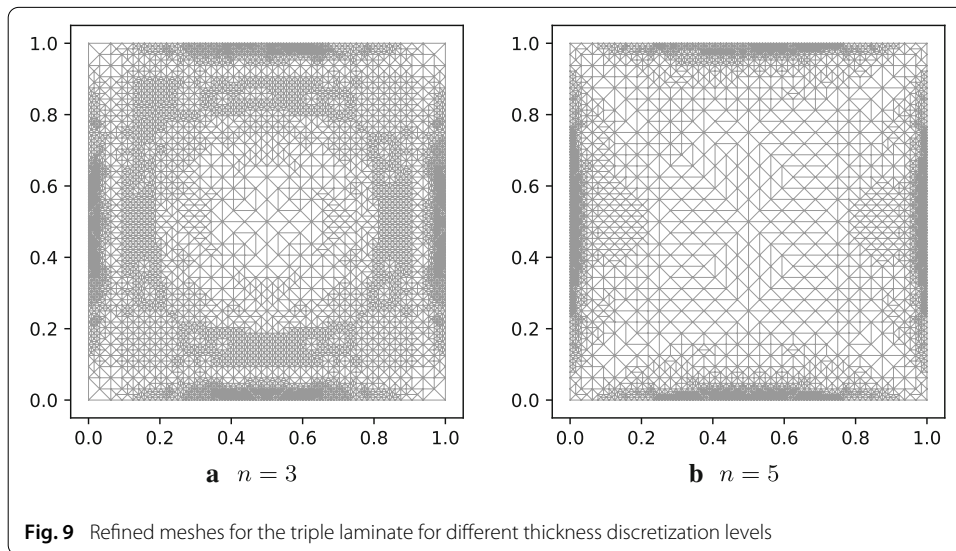 1.0
0.8
0.6
0.4
0.2
0.0
0.0 0.2 0.4 0.6 0.8 1.0
a n = 3
1.0
0.8
0.6
0.4
0.2
0.0
0.0 0.2 0.4 0.6 0.8 1.0
b n = 5
Fig. 9 Refined meshes for the triple laminate for different thickness discretization levels